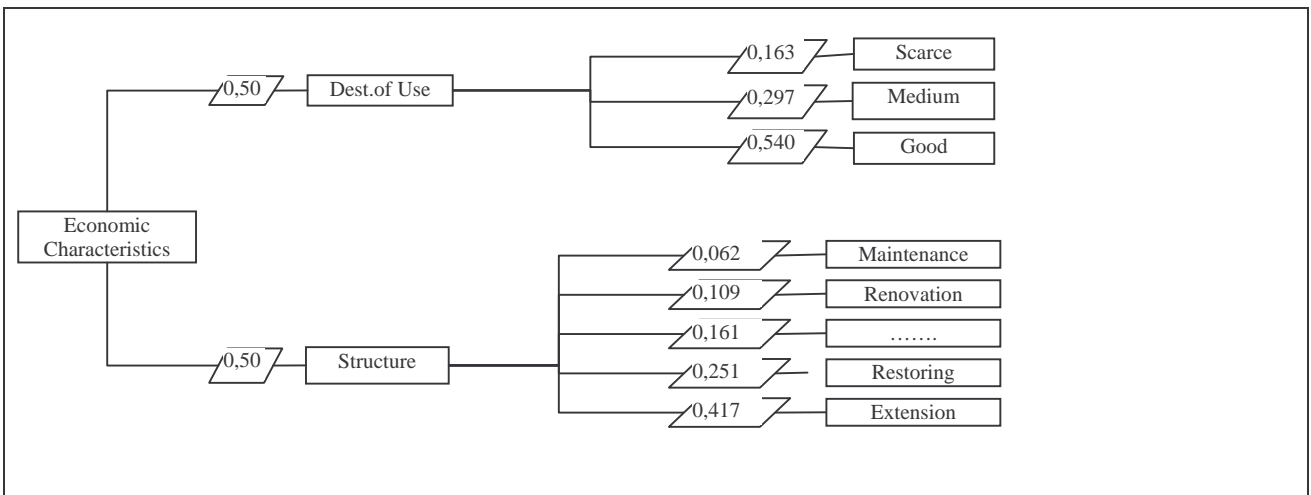 0,163 Scarce
0,50 Dest.of Use 0,297 Medium
0,540 Good
Economic
Characteristics
0,062 Maintenance
0,109 Renovation
0,161 …….
0,50 Structure 0,251 Restoring
0,417 Extension